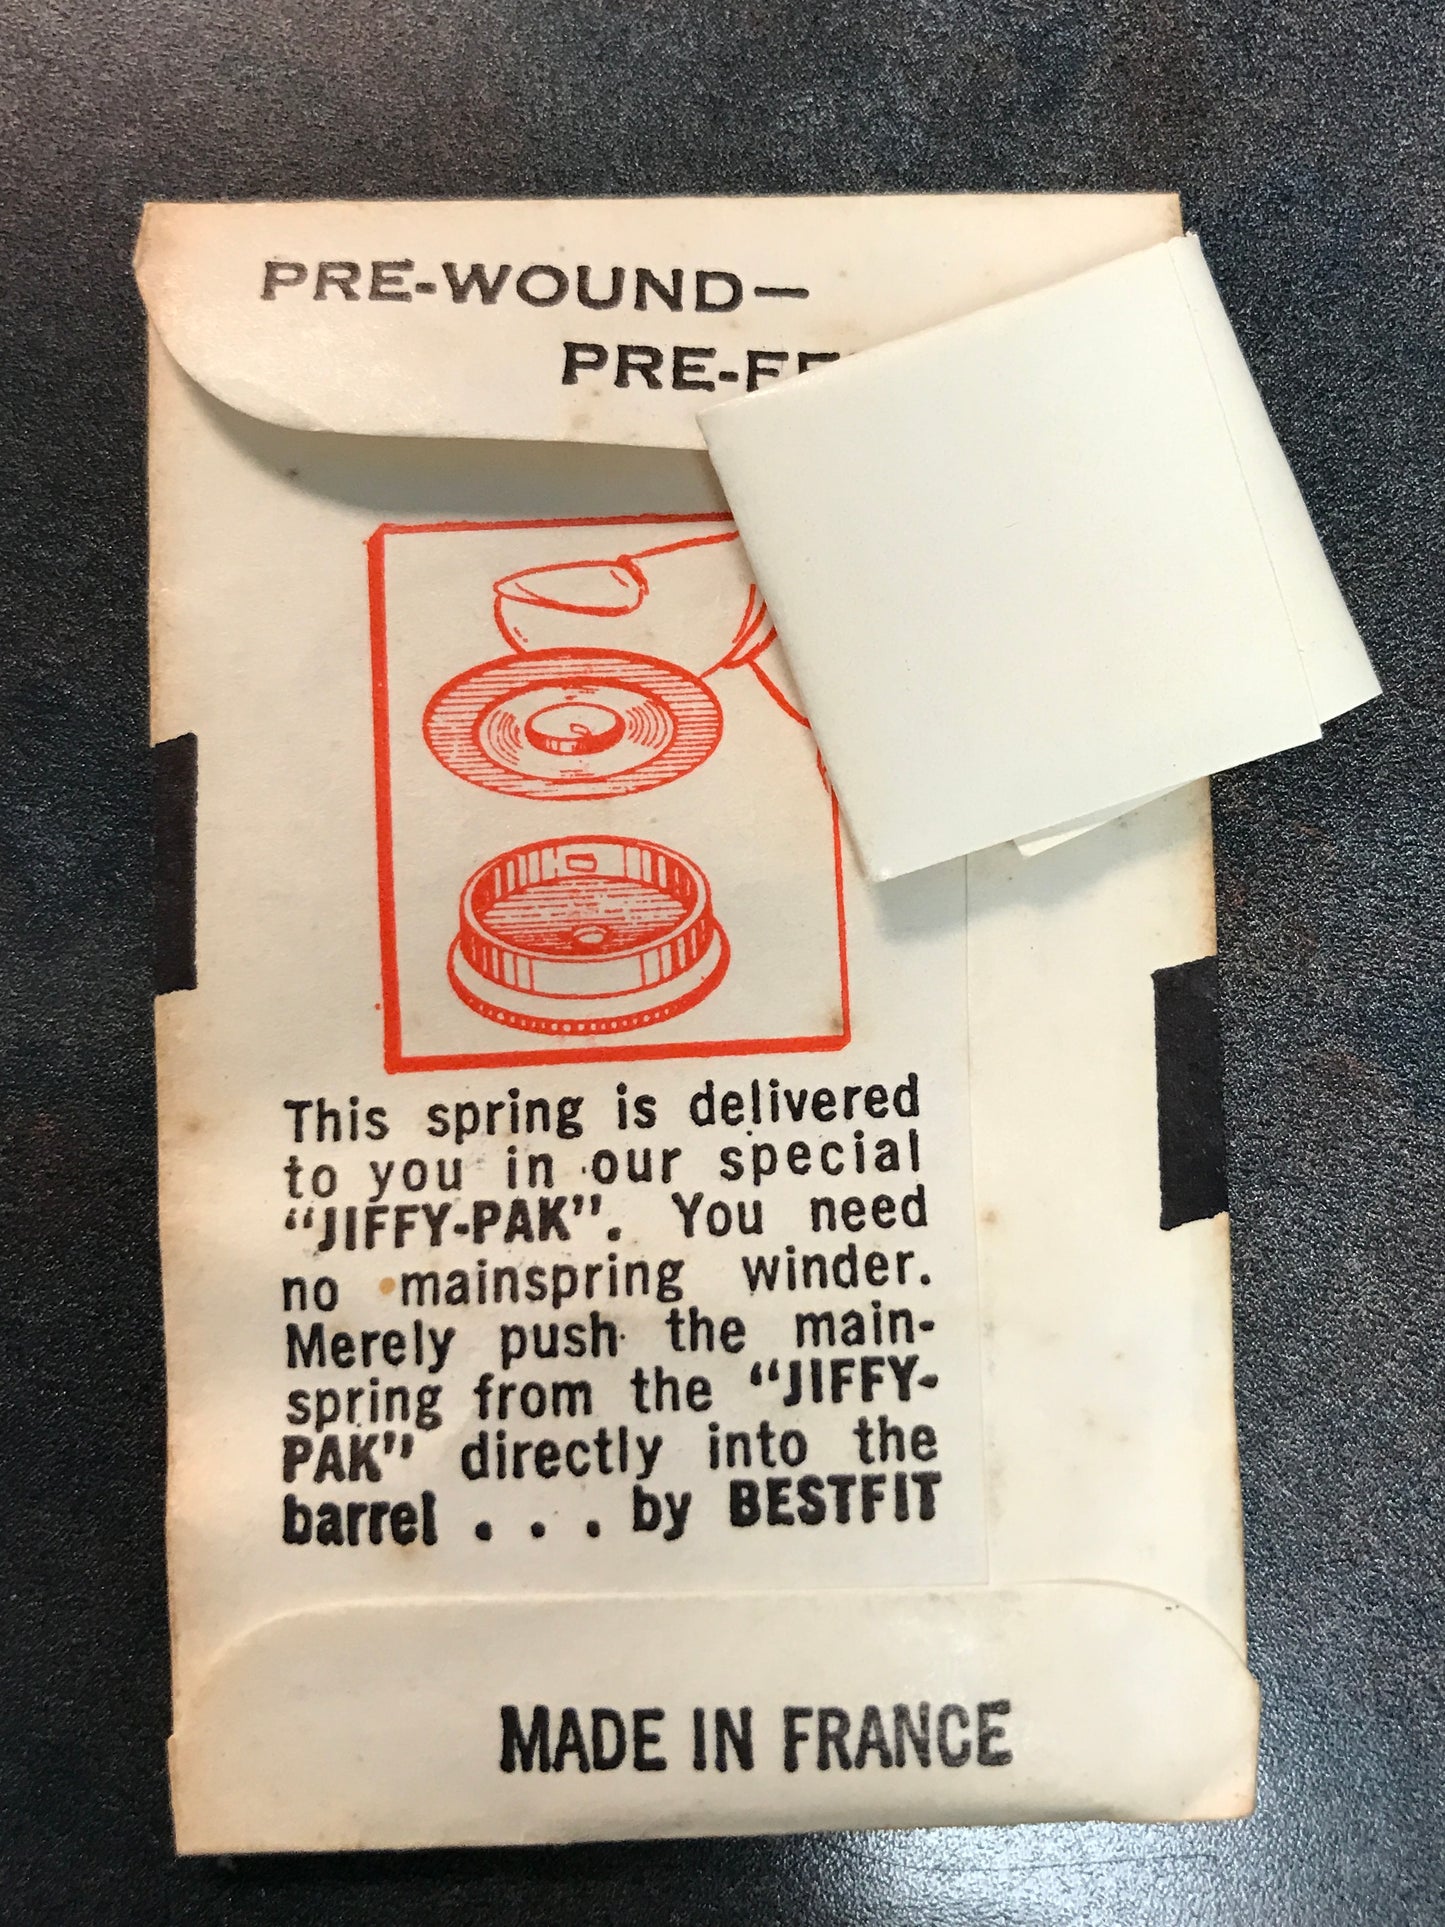 PRE-WOUND—
This spring is delivered
to you in our special
“JIFFY-PAK”. You need
no mainspring winder.
Merely push the main-
spring from the “JIFFY-
PAK” directly into the
barrel . . . by BESTFIT
MADE IN FRANCE